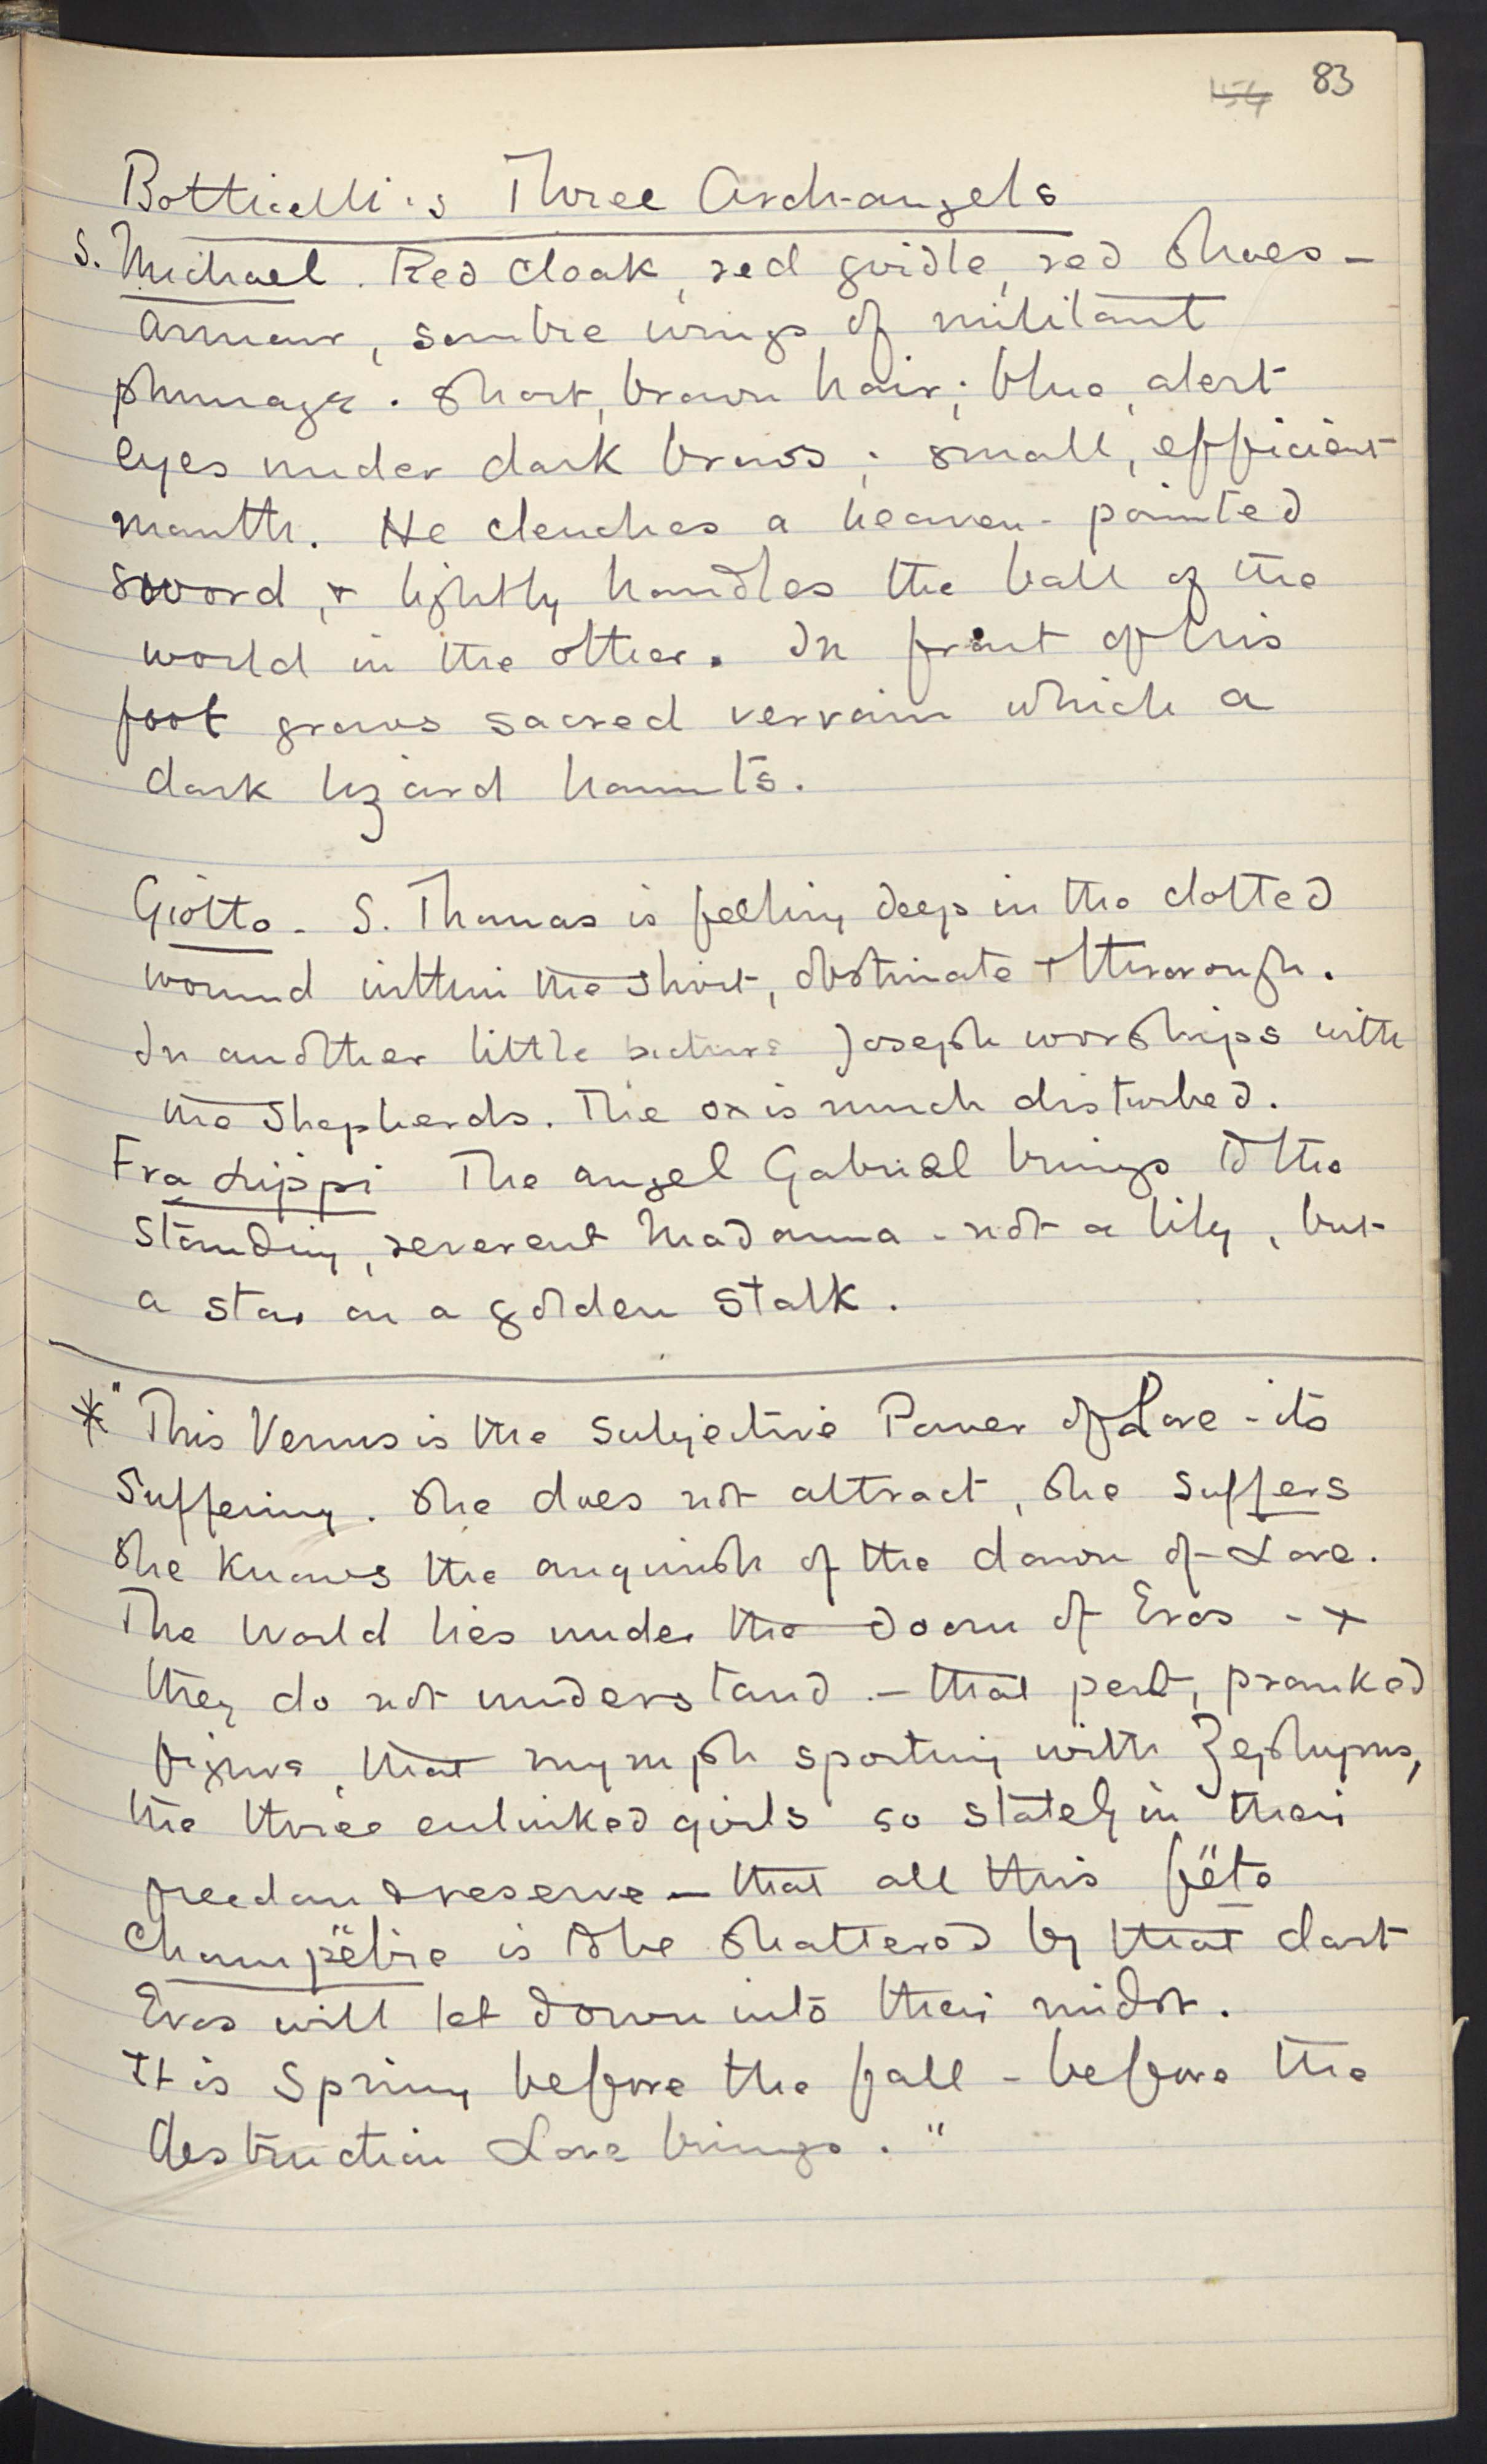 154 83
Botticelli's Three Arch-angels
S. Michael. Red cloak, red girdle, red shoes -
armour, sombre wings of militant
plumage. Short, brown hair; blue, alert
eyes under dark brows; small, efficient
mouth. He clenches a heaven-pointed
sword, & lightly handles the ball of the
world in the other. In front of his
foot grows sacred vervain which a
dark lizard haunts.
Giotto - S. Thomas is feeling deep in the clotted
wound within the shirt, obstinate & thorough.
In another little picture Joseph worships with
the Shepherds. The ox is much disturbed.
Fra Lippi The angel Gabriel brings to the
standing, reverent Madonna - not a lily, but
a star on a golden stalk.
* "This Venus is the Subjective Power of Love - its
Suffering. She does not attract, she suffers
She knows the anguish of the dawn of Love.
The World lies under the doom of Eros - &
they do not understand - that pert, pranked
figure, that nymph sporting with Zephyrus,
the three enlinked girls so stately in their
freedom & reserve - that all this fête
Champêtre is to be shattered by that dart
Eros will let down into their midst.
It is Spring before the fall - before the
destruction Love brings."